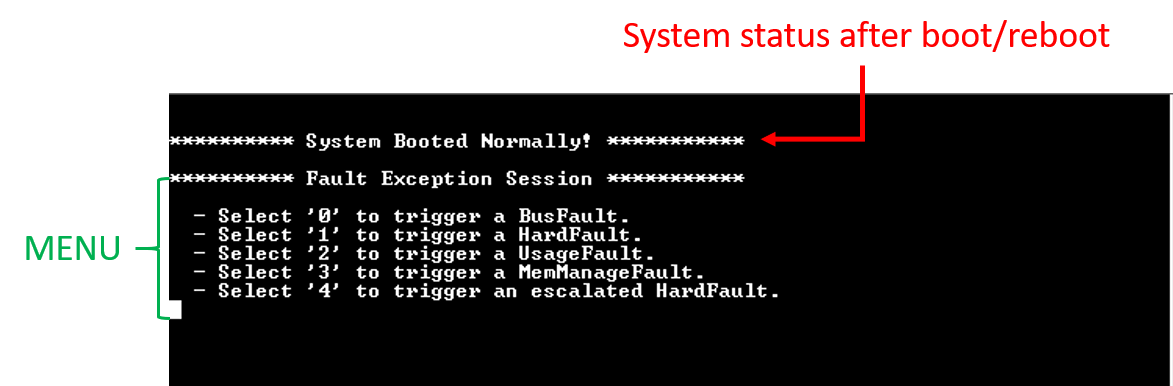 System status after boot/reboot
********** System Booted Normally! ***********
********** Fault Exception Session ***********
MENU
- Select '0' to trigger a BusFault.
- Select '1' to trigger a HardFault.
- Select '2' to trigger a UsageFault.
- Select '3' to trigger a MemManageFault.
- Select '4' to trigger an escalated HardFault.